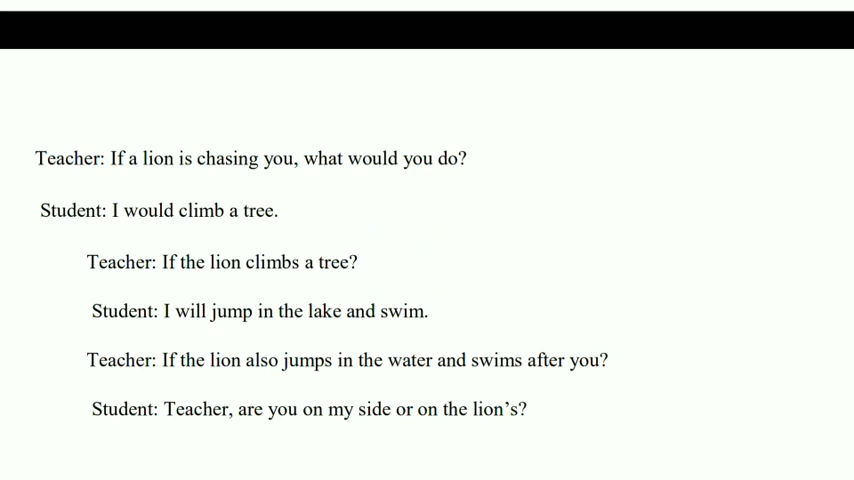 Teacher: If a lion is chasing you, what would you do?
Student: I would climb a tree.
Teacher: If the lion climbs a tree?
Student: I will jump in the lake and swim.
Teacher: If the lion also jumps in the water and swims after you?
Student: Teacher, are you on my side or on the lion’s?